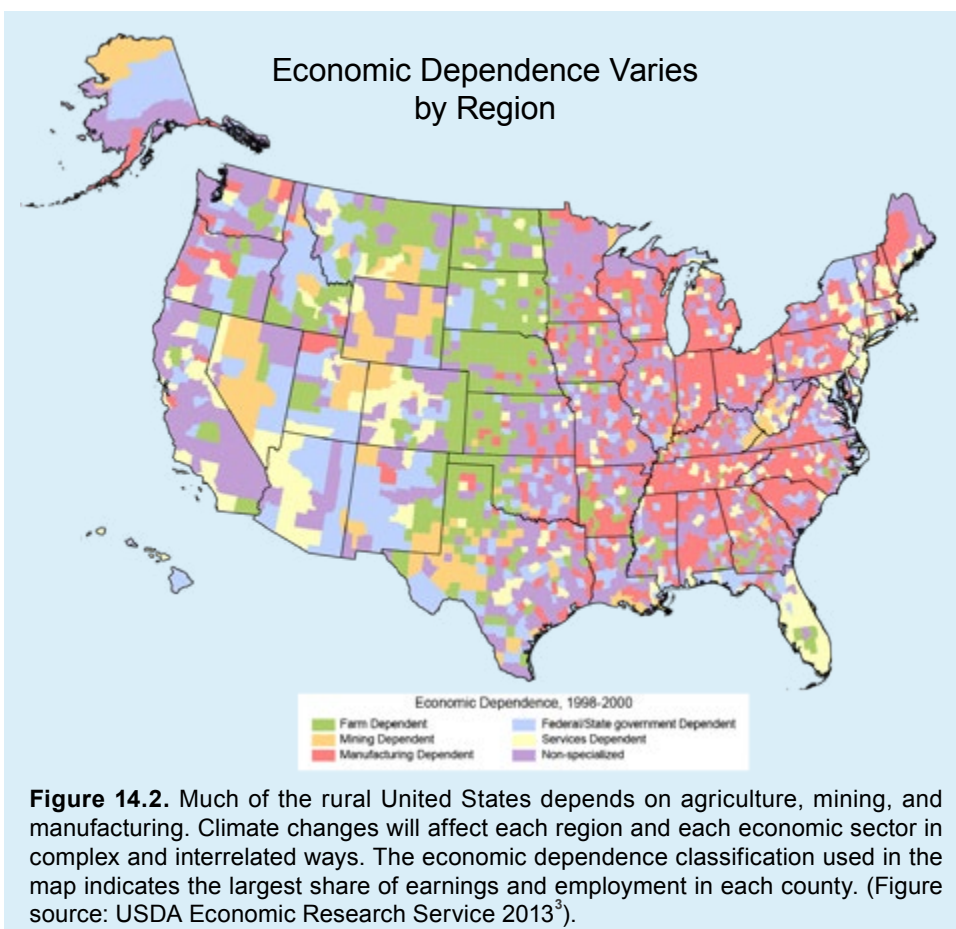 Economic Dependence Varies
by Region
Economic Dependence, 1998-2000
Farm Dependent
Mining Dependent
Manufacturing Dependent
Federal/State government Dependent
Services Dependent
Non-specialized
Figure 14.2. Much of the rural United States depends on agriculture, mining, and
manufacturing. Climate changes will affect each region and each economic sector in
complex and interrelated ways. The economic dependence classification used in the
map indicates the largest share of earnings and employment in each county. (Figure
source: USDA Economic Research Service 2013³).